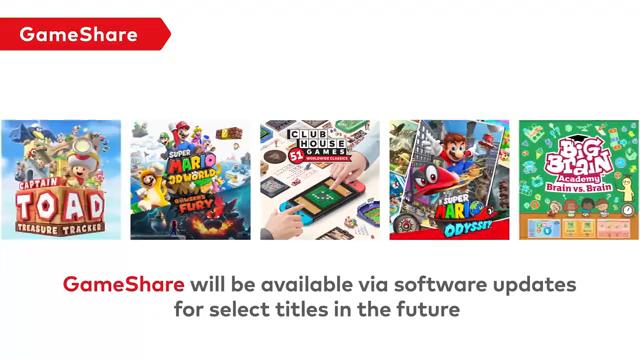 GameShare
CAPTAIN
TOAD
TREASURE TRACKER
SUPER
MARIO
3D WORLD
+
BOWSER'S
FURY
CLUB
HOUSE
GAMES
51
WORLDWIDE CLASSICS
SUPER
MARIO
ODYSSEY
BIG
BRAIN
Academy
Brain vs. Brain
GameShare will be available via software updates
for select titles in the future